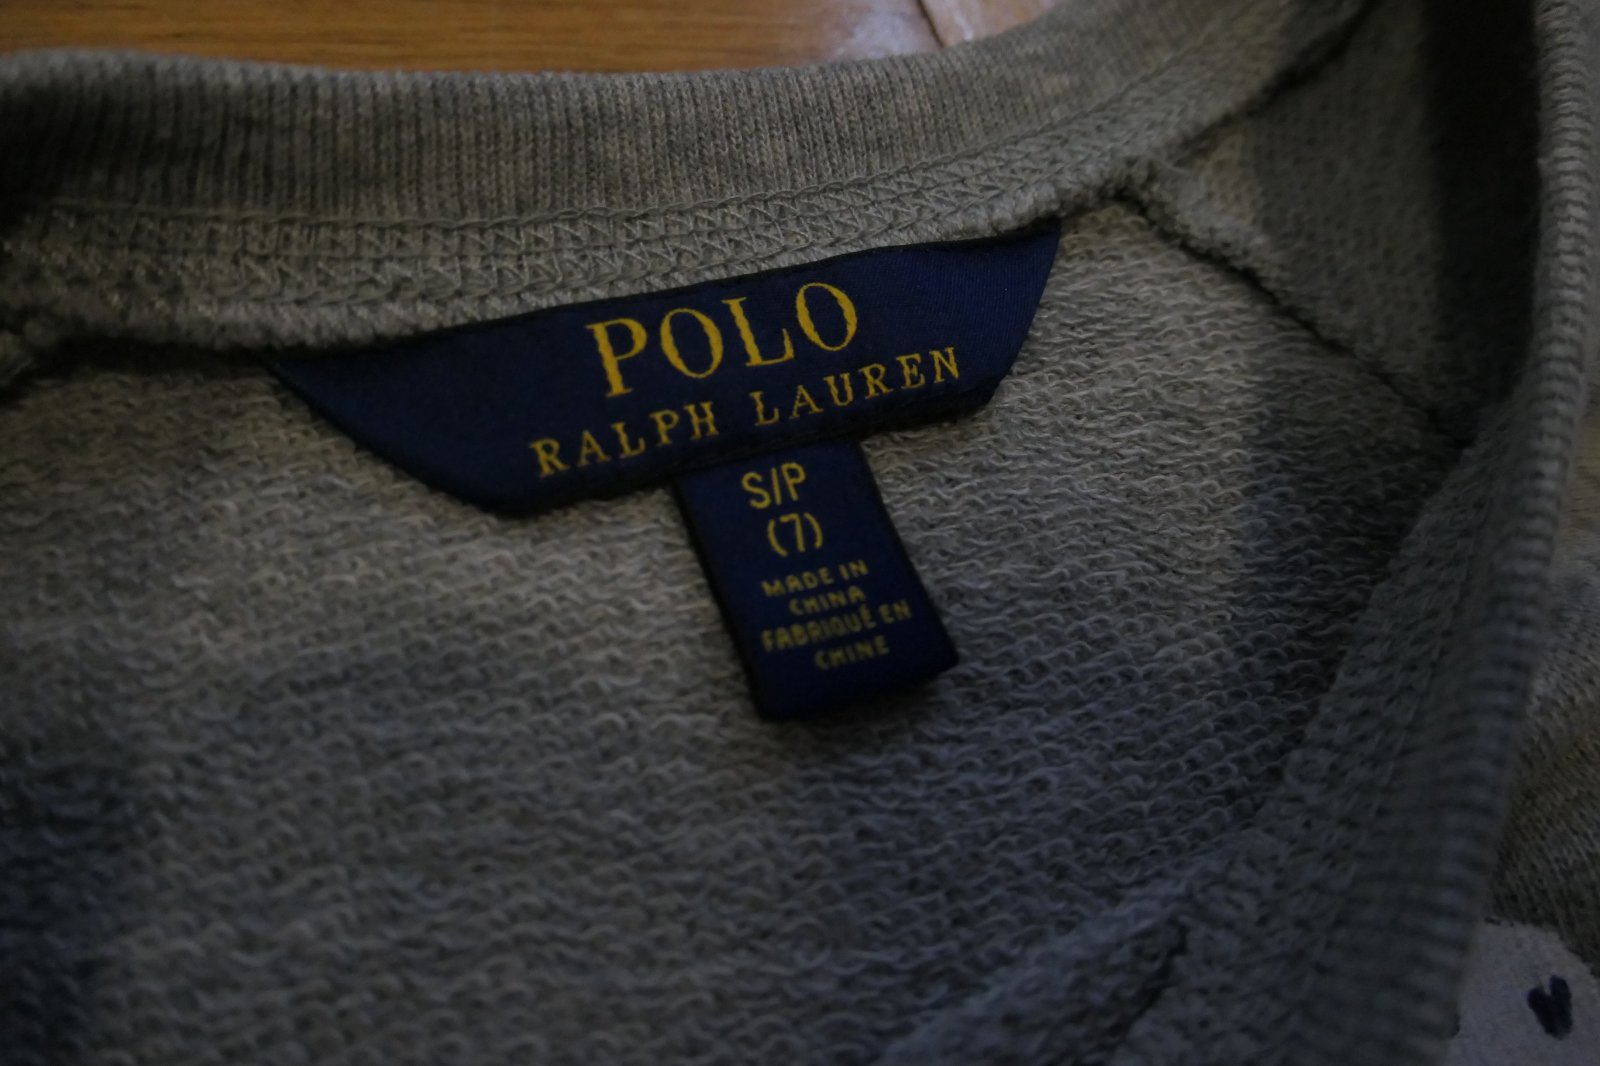 POLO
RALPH LAUREN
S/P
(7)
MADE IN
CHINA
FABRIQUÉ EN
CHINE